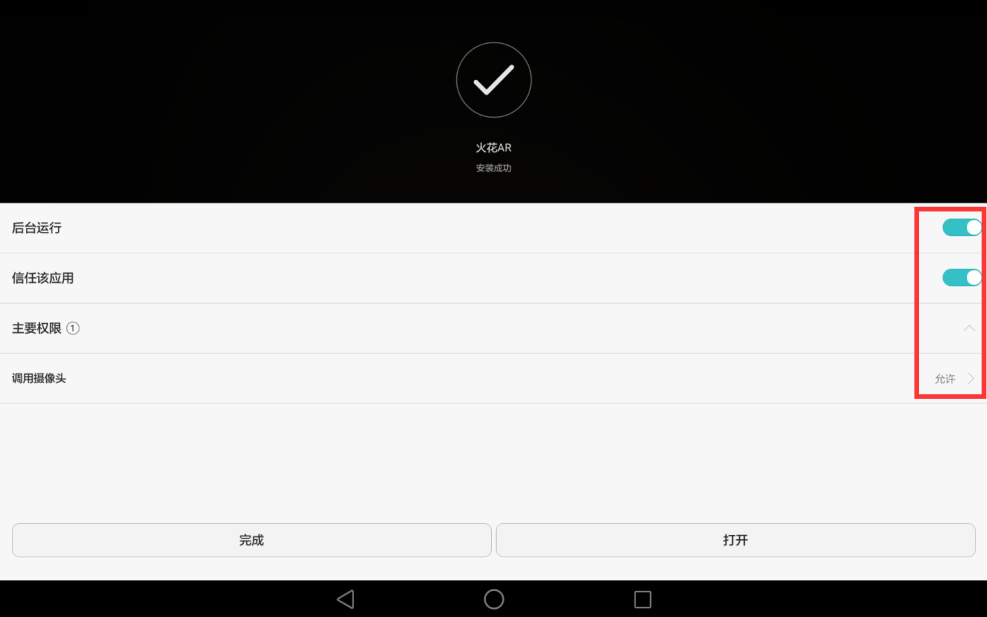 火花AR
安装成功
后台运行
信任该应用
主要权限 ①
调用摄像头
允许
完成
打开